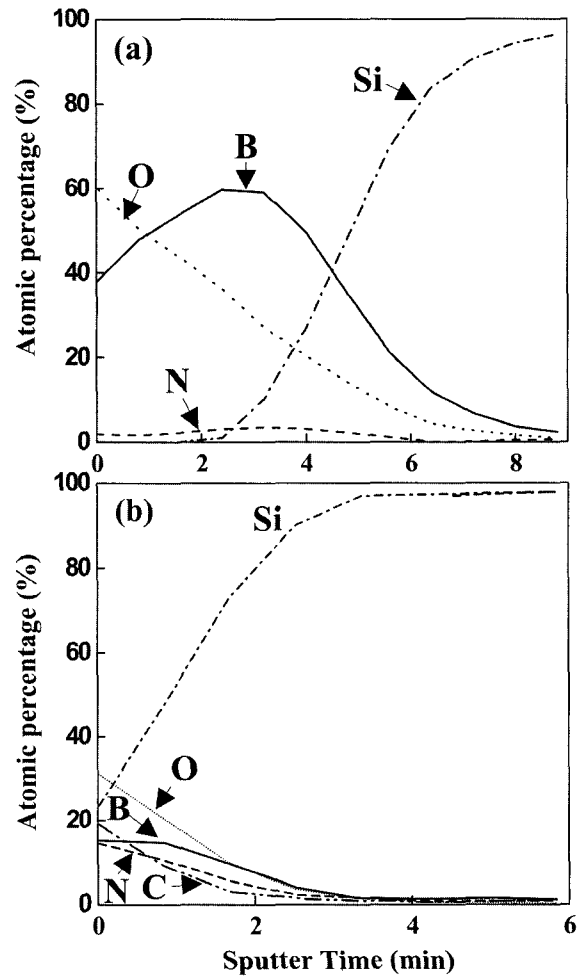 100
(a)
Si
80
B
O
60
Atomic percentage (%)
40
N
20
0
0 2 4 6 8
100
(b)
Si
80
Atomic percentage (%)
60
40
O
B
20
N
C
0
0 2 4 6
Sputter Time (min)